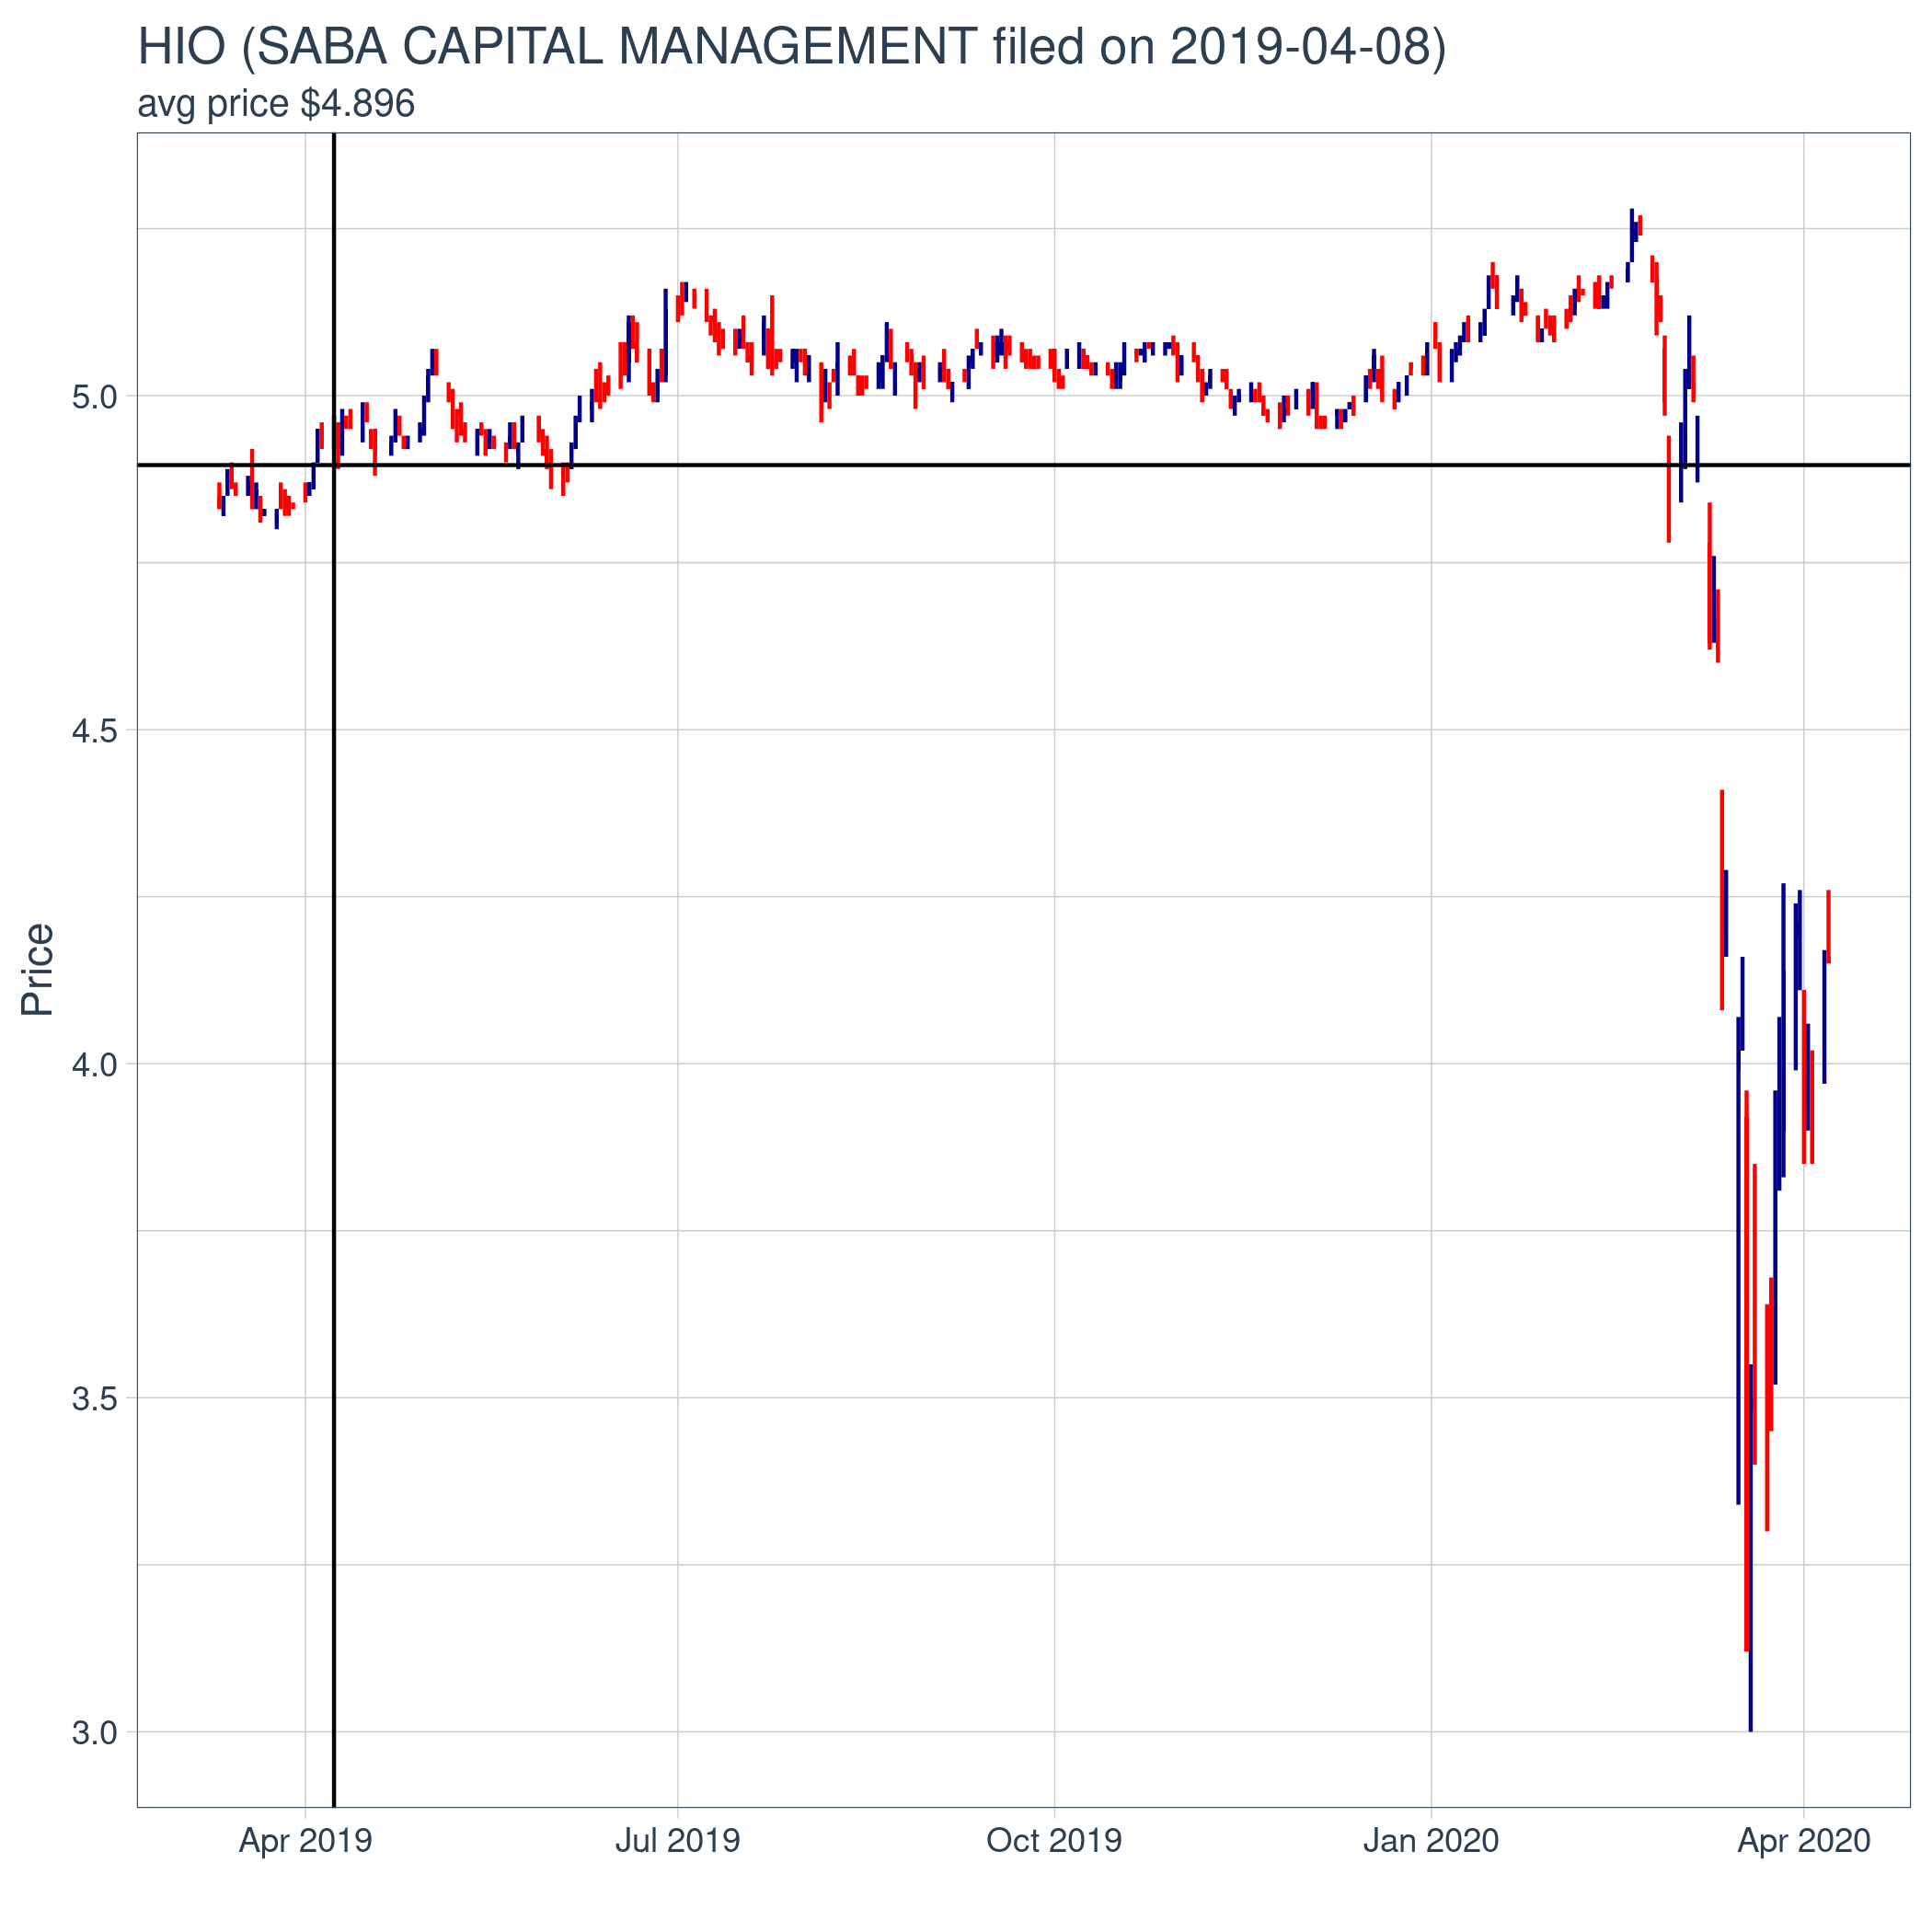 HIO (SABA CAPITAL MANAGEMENT filed on 2019-04-08)
avg price $4.896
Price
5.0
4.5
4.0
3.5
3.0
Apr 2019 Jul 2019 Oct 2019 Jan 2020 Apr 2020